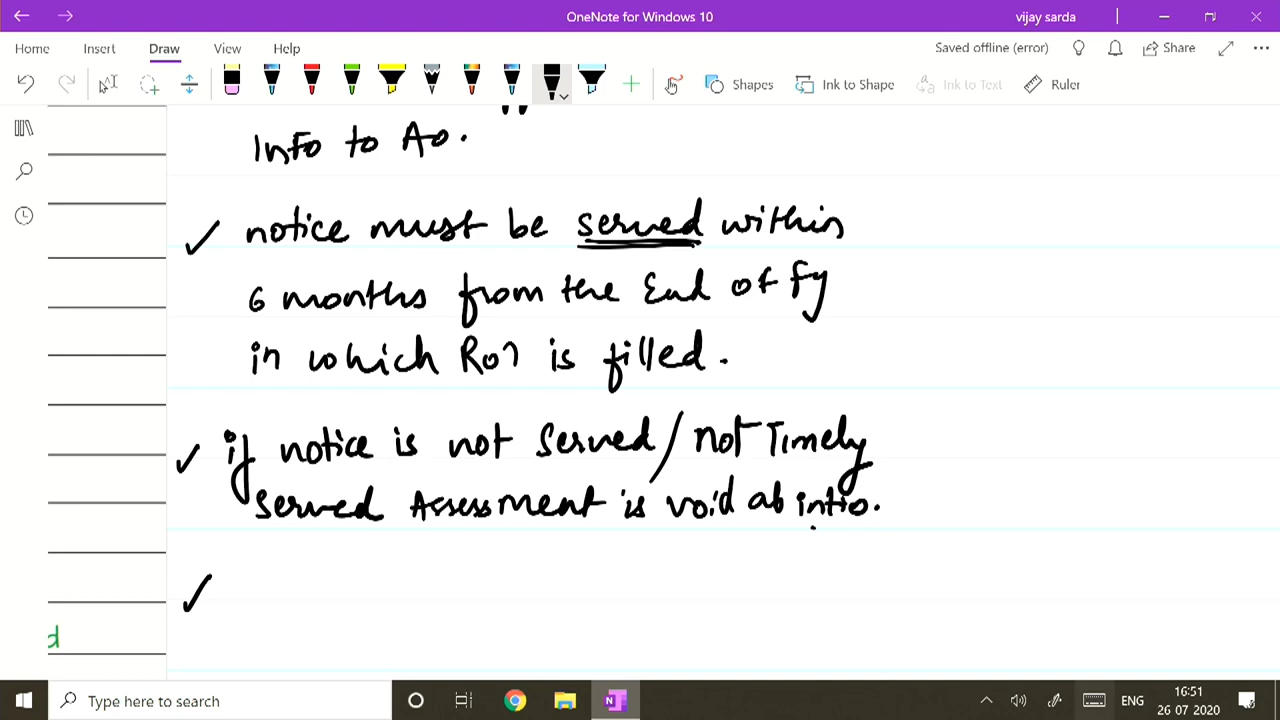 OneNote for Windows 10
vijay sarda
Home Insert Draw View Help
Saved offline (error) Share
Shapes Ink to Shape Ink to Text Ruler
Info to AO.
notice must be served within
6 months from the End of Fy
in which ROI is filled.
if notice is not Served/not Timely
Served Assessment is void ab intio.
d
Type here to search
ENG
16:51
26-07-2020